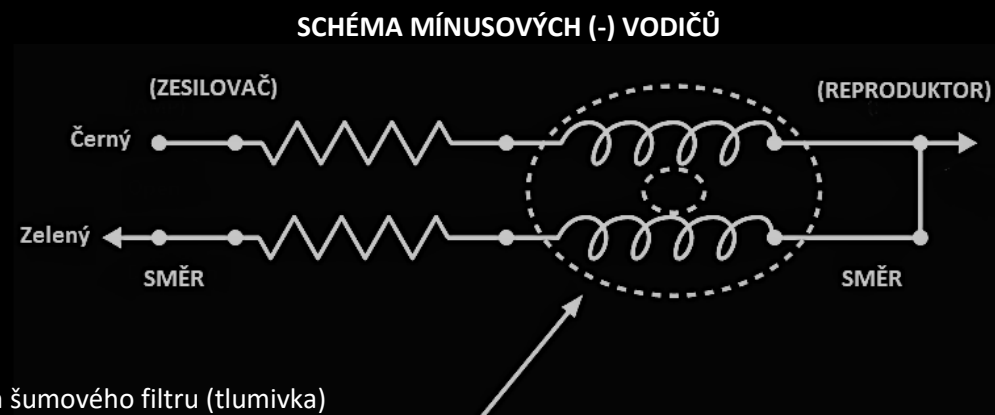 SCHÉMA MÍNUSOVÝCH (-) VODIČŮ
(ZESILOVAČ)
(REPRODUKTOR)
Černý
Zelený
SMĚR
SMĚR
šumového filtru (tlumivka)